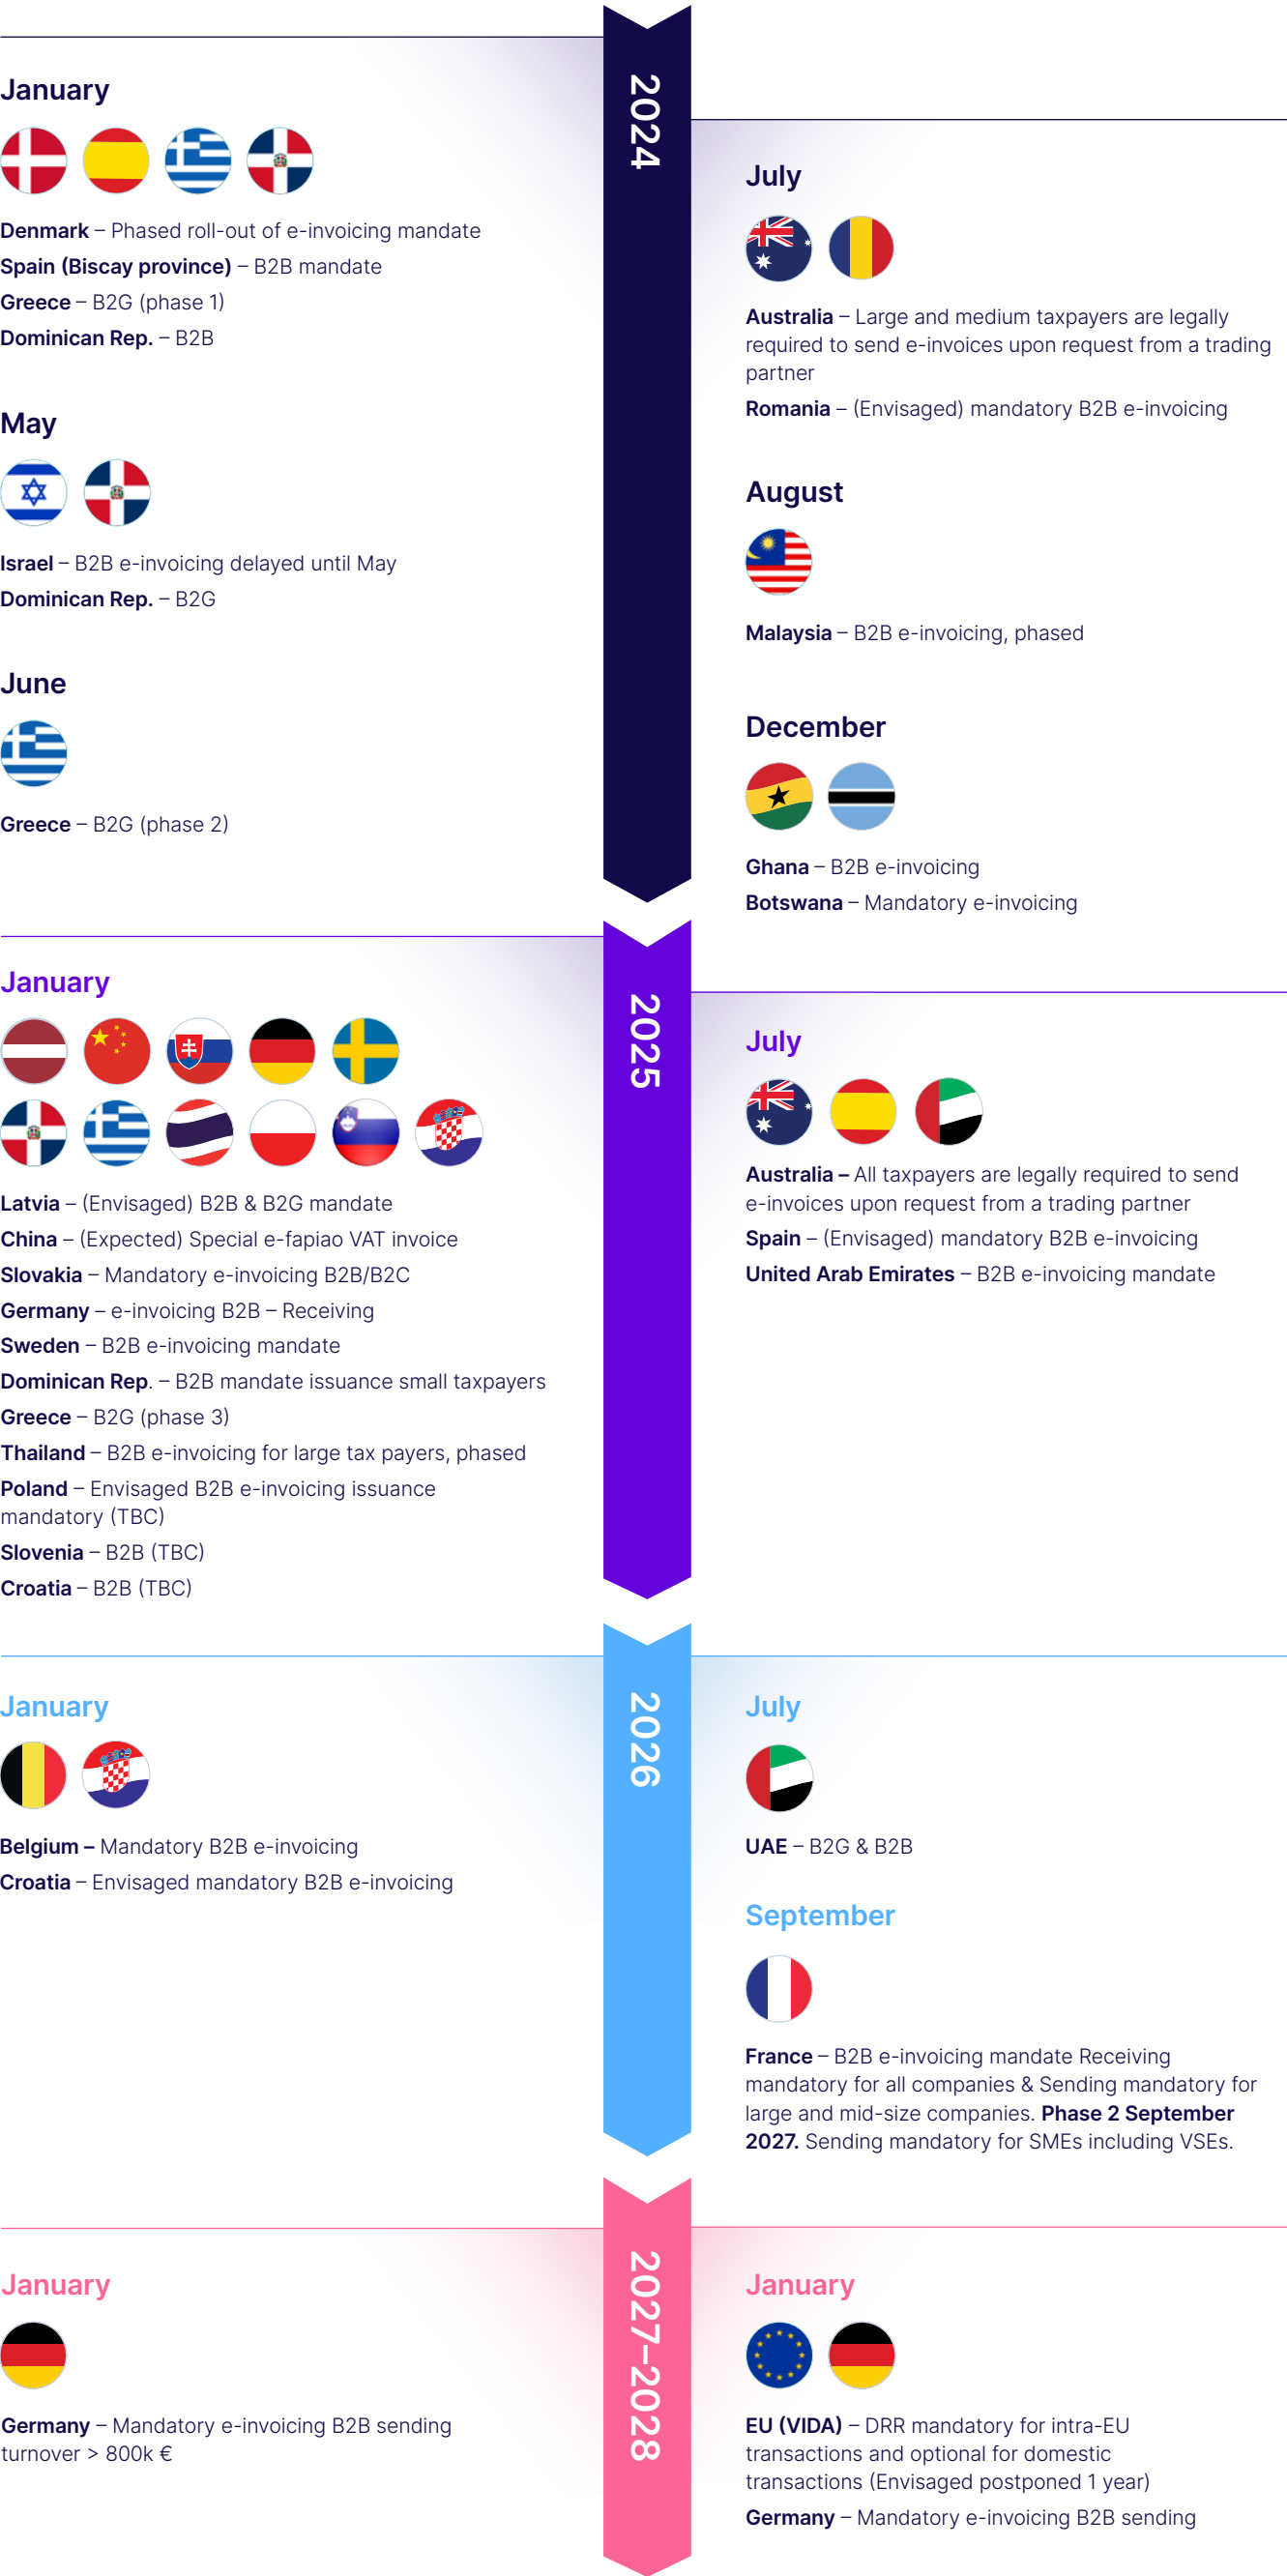 2024
January
Denmark – Phased roll-out of e-invoicing mandate
Spain (Biscay province) – B2B mandate
Greece – B2G (phase 1)
Dominican Rep. – B2B
May
Israel – B2B e-invoicing delayed until May
Dominican Rep. – B2G
June
Greece – B2G (phase 2)
July
Australia – Large and medium taxpayers are legally
required to send e-invoices upon request from a trading
partner
Romania – (Envisaged) mandatory B2B e-invoicing
August
Malaysia – B2B e-invoicing, phased
December
Ghana – B2B e-invoicing
Botswana – Mandatory e-invoicing
2025
January
Latvia – (Envisaged) B2B & B2G mandate
China – (Expected) Special e-fapiao VAT invoice
Slovakia – Mandatory e-invoicing B2B/B2C
Germany – e-invoicing B2B – Receiving
Sweden – B2B e-invoicing mandate
Dominican Rep. – B2B mandate issuance small taxpayers
Greece – B2G (phase 3)
Thailand – B2B e-invoicing for large tax payers, phased
Poland – Envisaged B2B e-invoicing issuance
mandatory (TBC)
Slovenia – B2B (TBC)
Croatia – B2B (TBC)
July
Australia – All taxpayers are legally required to send
e-invoices upon request from a trading partner
Spain – (Envisaged) mandatory B2B e-invoicing
United Arab Emirates – B2B e-invoicing mandate
2026
January
Belgium – Mandatory B2B e-invoicing
Croatia – Envisaged mandatory B2B e-invoicing
July
UAE – B2G & B2B
September
France – B2B e-invoicing mandate Receiving
mandatory for all companies & Sending mandatory for
large and mid-size companies. Phase 2 September
2027. Sending mandatory for SMEs including VSEs.
2027–2028
January
Germany – Mandatory e-invoicing B2B sending
turnover > 800k €
January
EU (VIDA) – DRR mandatory for intra-EU
transactions and optional for domestic
transactions (Envisaged postponed 1 year)
Germany – Mandatory e-invoicing B2B sending